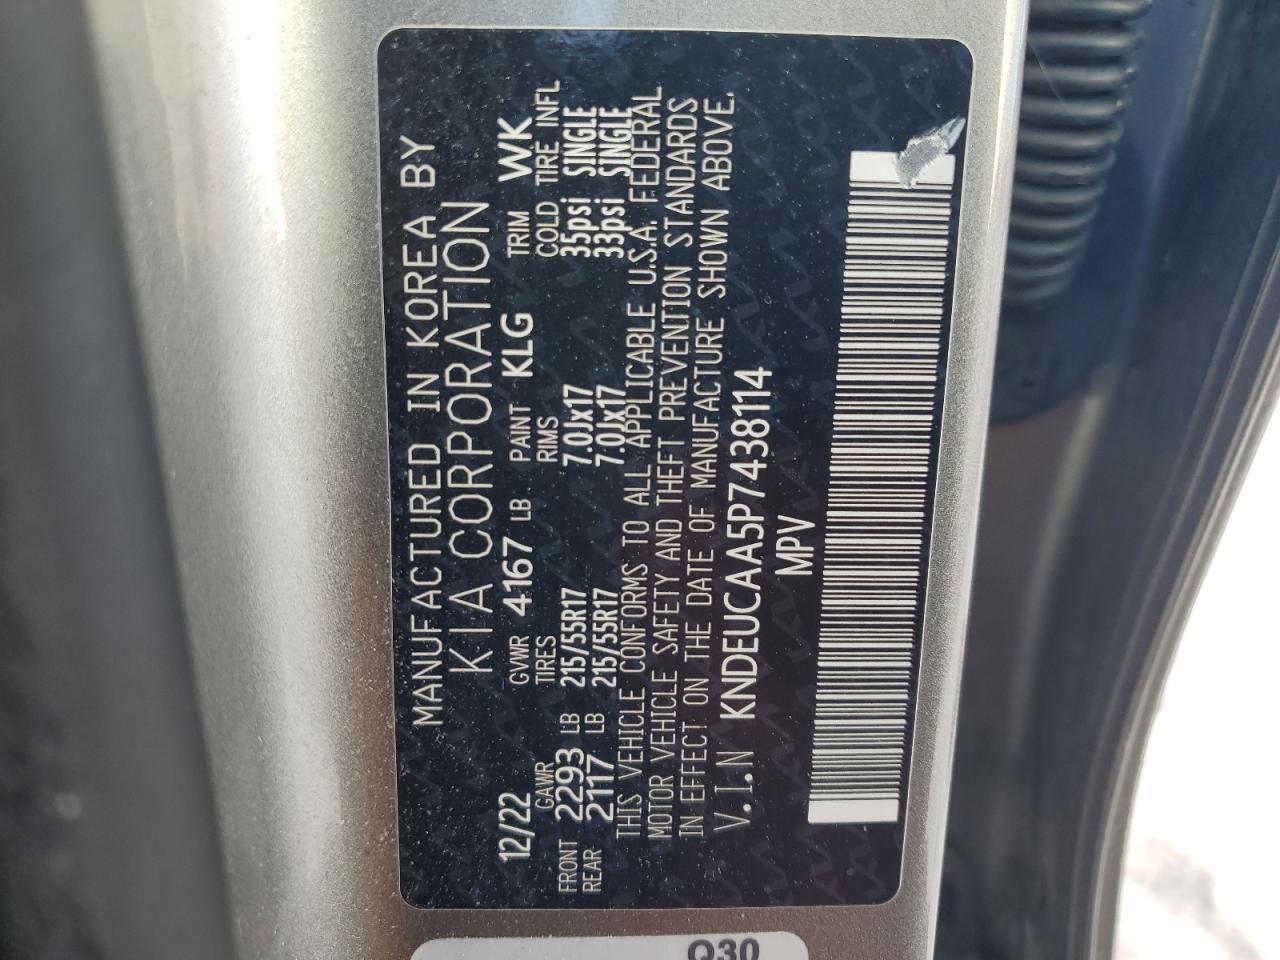 MANUFACTURED IN KOREA BY
KIA CORPORATION
12/22 GVWR 4167 LB PAINT KLG TRIM WK
GAWR TIRES RIMS COLD TIRE INFL
FRONT 2293 LB 215/55R17 7.0Jx17 35psi SINGLE
REAR 2117 LB 215/55R17 7.0Jx17 33psi SINGLE
THIS VEHICLE CONFORMS TO ALL APPLICABLE U.S.A. FEDERAL
MOTOR VEHICLE SAFETY AND THEFT PREVENTION STANDARDS
IN EFFECT ON THE DATE OF MANUFACTURE SHOWN ABOVE.
V.I.N KNDEUCAA5P7438114
MPV
Q30